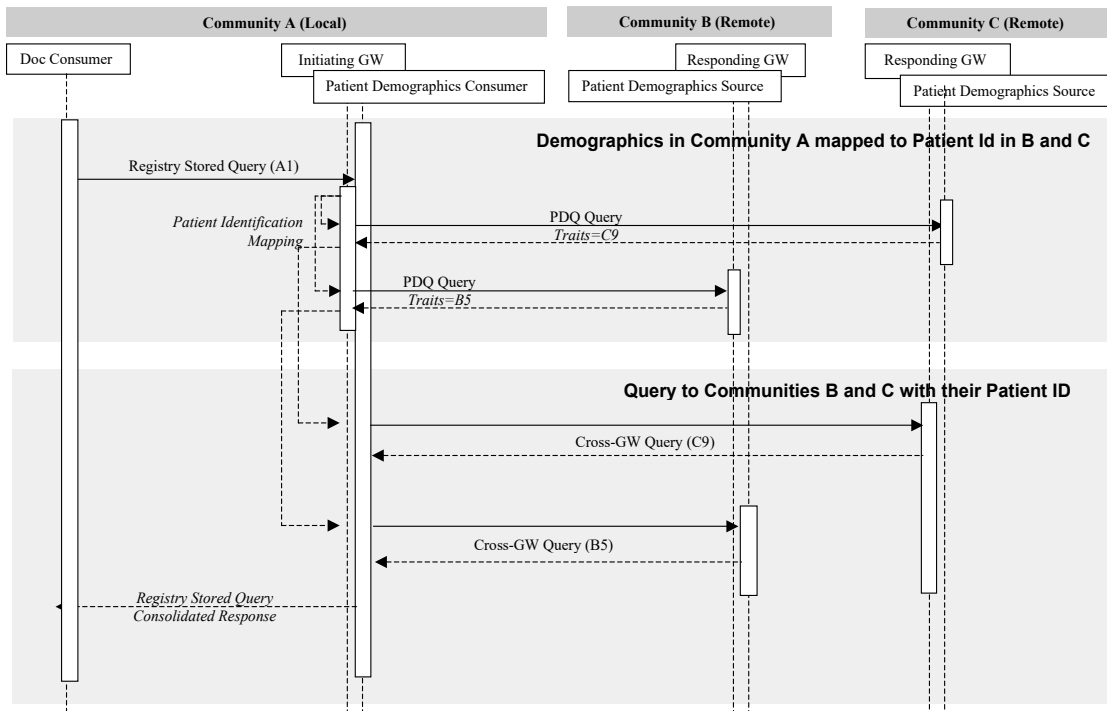 Community A (Local)
Community B (Remote)
Community C (Remote)
Doc Consumer
Initiating GW
Responding GW
Responding GW
Patient Demographics Consumer
Patient Demographics Source
Patient Demographics Source
Demographics in Community A mapped to Patient Id in B and C
Registry Stored Query (A1)
Patient Identification
Mapping
PDQ Query
Traits=C9
PDQ Query
Traits=B5
Query to Communities B and C with their Patient ID
Cross-GW Query (C9)
Cross-GW Query (B5)
Registry Stored Query
Consolidated Response